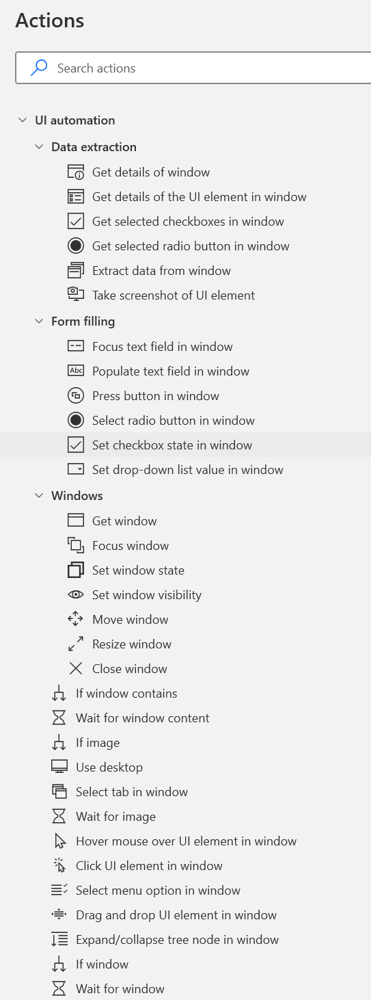 Actions
Search actions
UI automation
Data extraction
Get details of window
Get details of the UI element in window
Get selected checkboxes in window
Get selected radio button in window
Extract data from window
Take screenshot of UI element
Form filling
Focus text field in window
Abc Populate text field in window
Press button in window
Select radio button in window
Set checkbox state in window
Set drop-down list value in window
Windows
Get window
Focus window
Set window state
Set window visibility
Move window
Resize window
Close window
If window contains
Wait for window content
If image
Use desktop
Select tab in window
Wait for image
Hover mouse over UI element in window
Click UI element in window
Select menu option in window
Drag and drop UI element in window
Expand/collapse tree node in window
If window
Wait for window